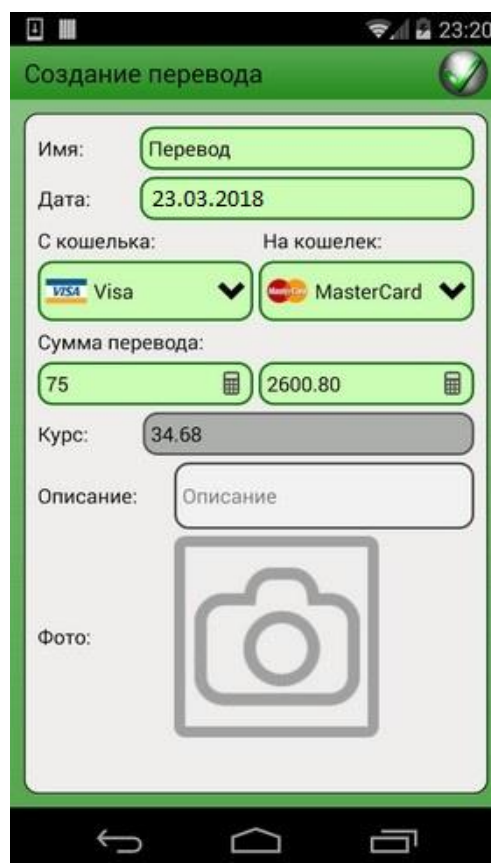 23:20
Создание перевода
Имя: Перевод
Дата: 23.03.2018
С кошелька: На кошелек:
VISA Visa MasterCard MasterCard
Сумма перевода:
75 2600.80
Курс: 34.68
Описание: Описание
Фото: